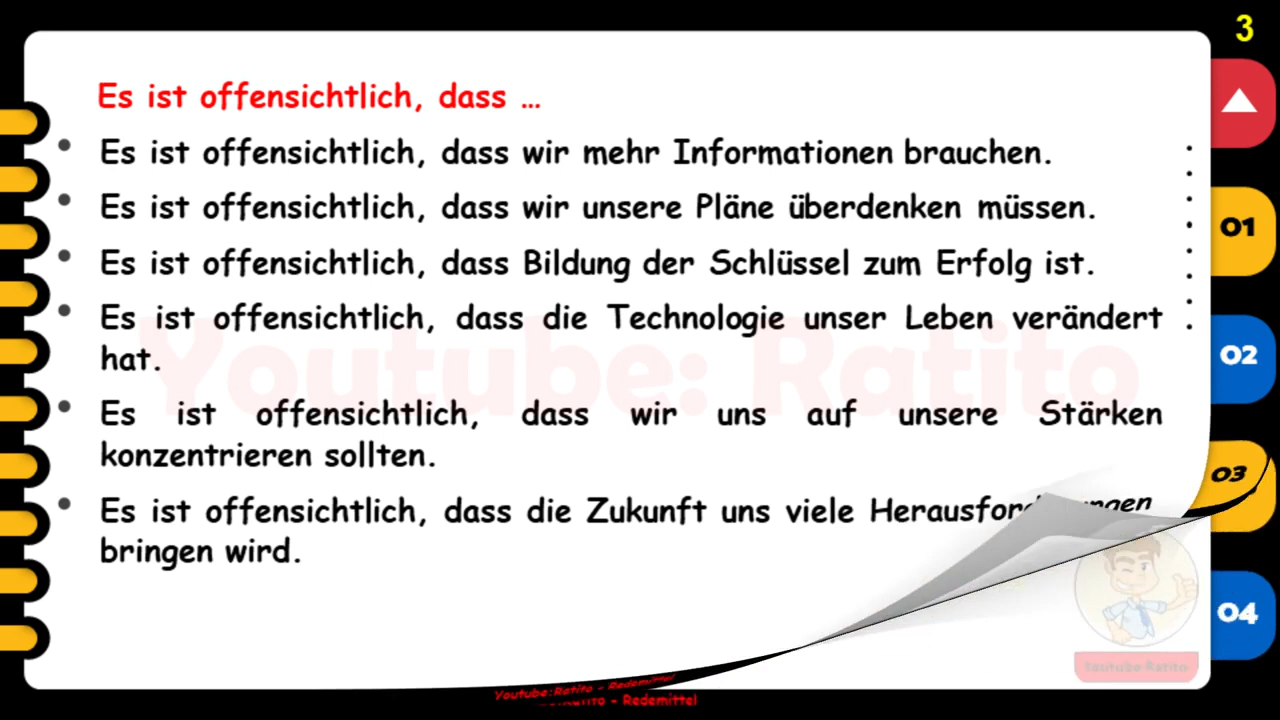 3
Es ist offensichtlich, dass ...
Es ist offensichtlich, dass wir mehr Informationen brauchen.
Es ist offensichtlich, dass wir unsere Pläne überdenken müssen.
Es ist offensichtlich, dass Bildung der Schlüssel zum Erfolg ist.
Es ist offensichtlich, dass die Technologie unser Leben verändert
hat.
Es ist offensichtlich, dass wir uns auf unsere Stärken
konzentrieren sollten.
Es ist offensichtlich, dass die Zukunft uns viele
bringen wird.
01
02
03
04
Youtube: Ratito
Youtube Ratito
Youtube:Ratito - Redemittel
- Redemittel